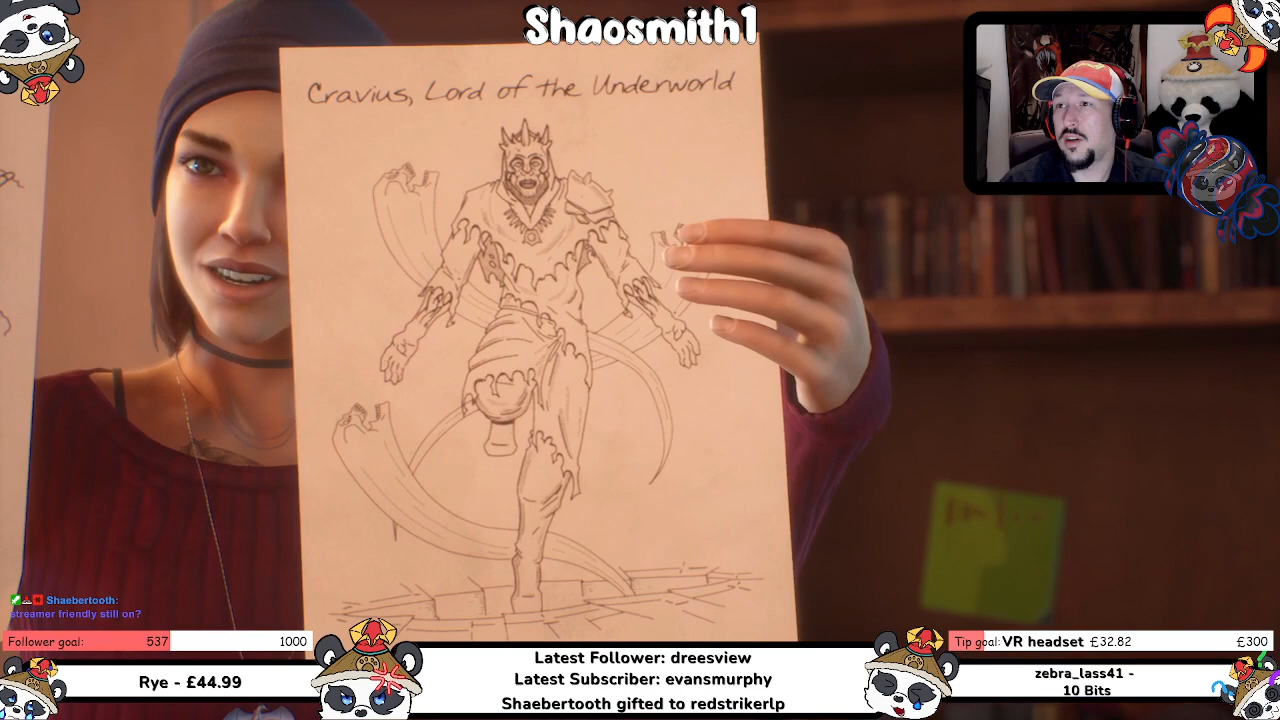 Shaosmith1
Cravius, Lord of the Underworld
Shaebertooth:
streamer friendly still on?
Follower goal: 537 1000
Rye - £44.99
Latest Follower: dreesview
Latest Subscriber: evansmurphy
Shaebertooth gifted to redstrikerlp
Tip goal: VR headset £32.82 £300
zebra_lass41 -
10 Bits